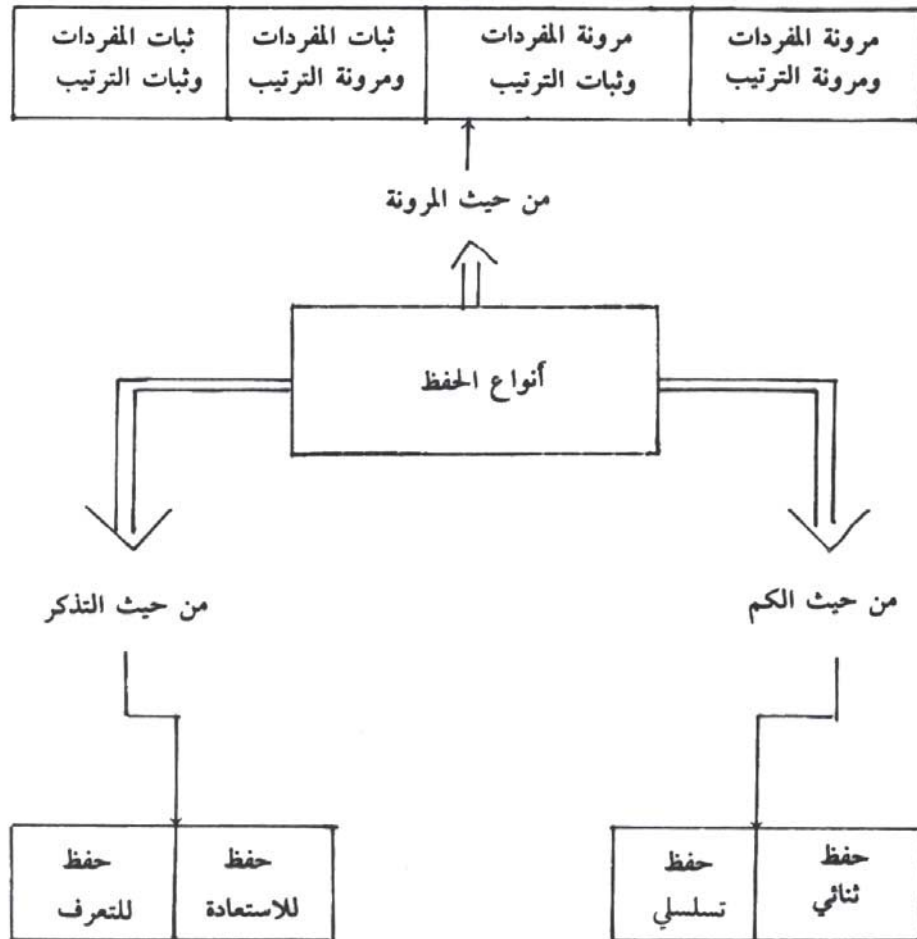 مرونة المفردات
ومرونة الترتيب
مرونة المفردات
وثبات الترتيب
ثبات المفردات
ومرونة الترتيب
ثبات المفردات
وثبات الترتيب
من حيث المرونة
أنواع الحفظ
من حيث الكم
من حيث التذكر
حفظ
ثنائي
حفظ
تسلسلي
حفظ
للاستعادة
حفظ
للتعرف